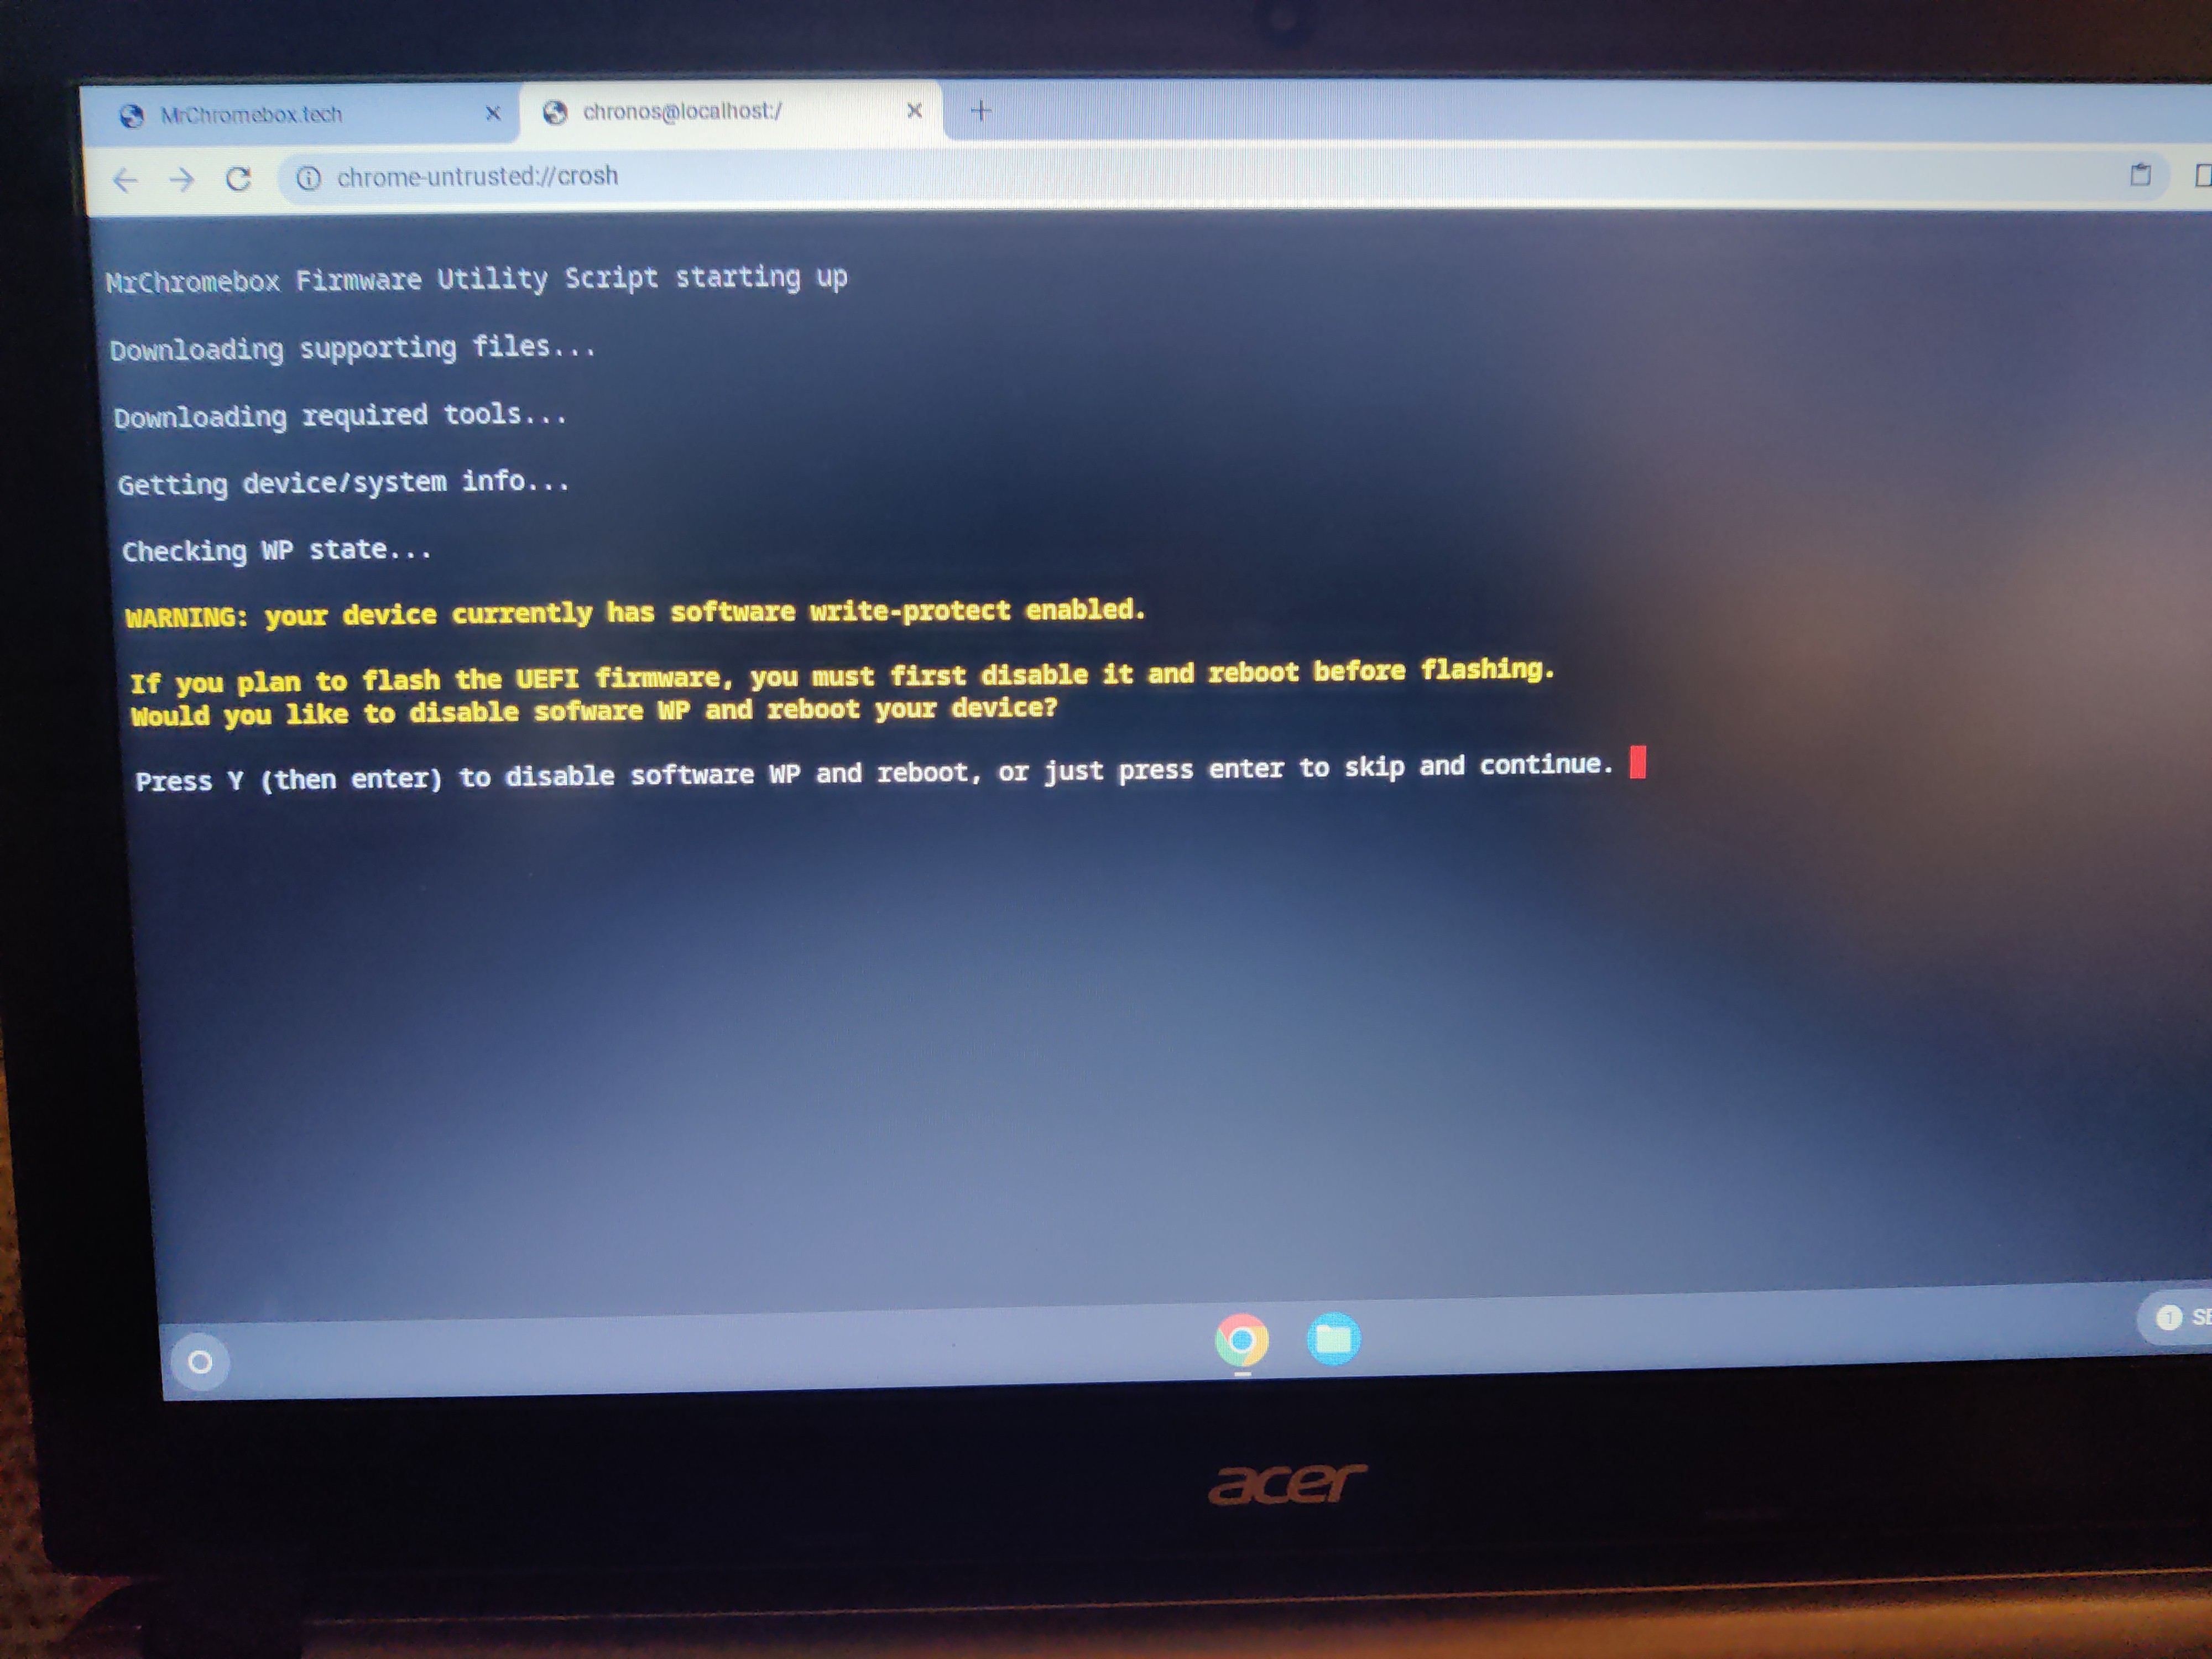 MrChromebox.tech
chronos@localhost:/
chrome-untrusted://crosh
MrChromebox Firmware Utility Script starting up
Downloading supporting files...
Downloading required tools...
Getting device/system info...
Checking WP state...
WARNING: your device currently has software write-protect enabled.
If you plan to flash the UEFI firmware, you must first disable it and reboot before flashing.
Would you like to disable sofware WP and reboot your device?
Press Y (then enter) to disable software WP and reboot, or just press enter to skip and continue.
1
acer